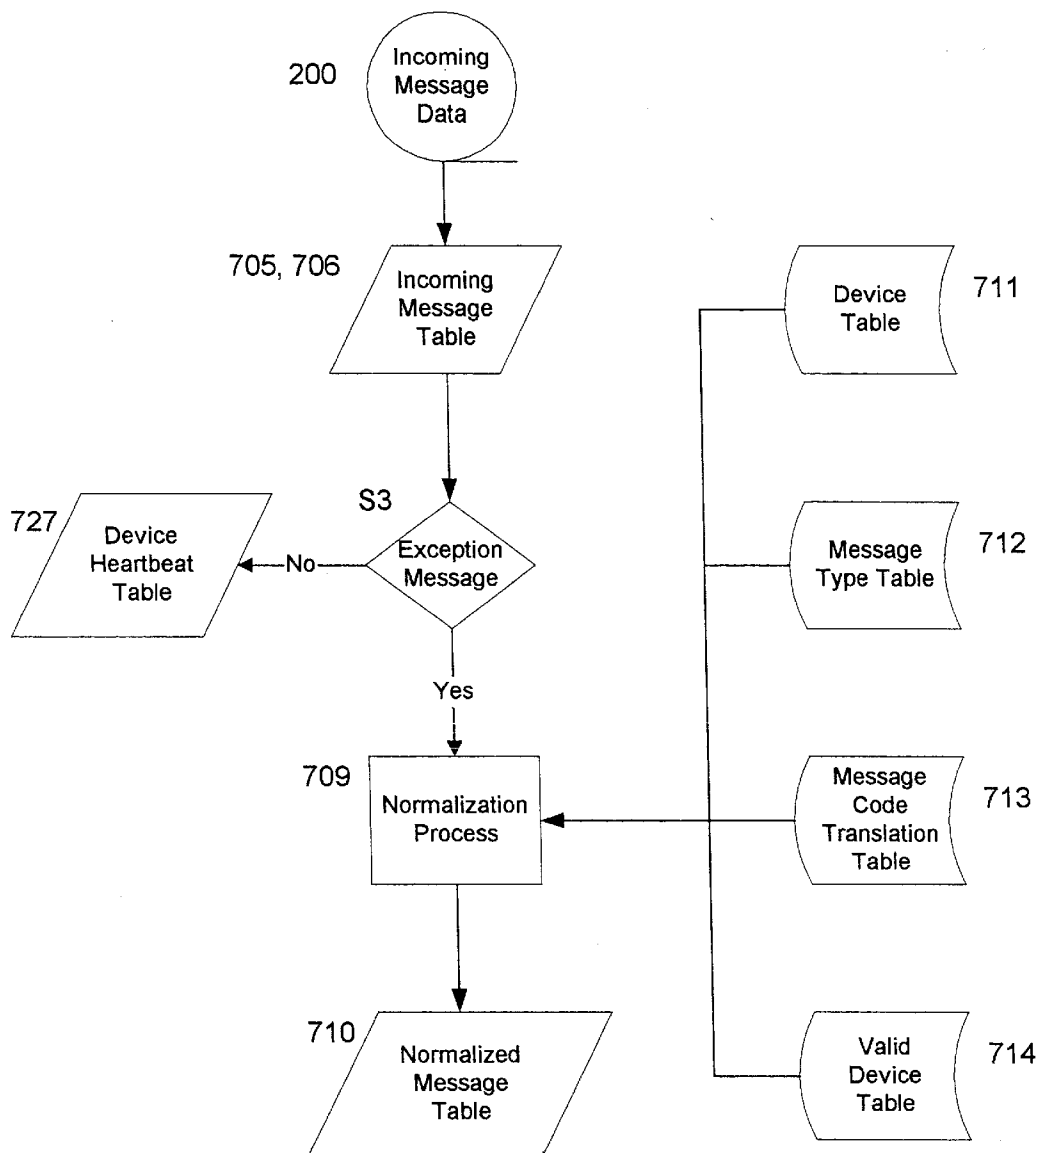 200
Incoming
Message
Data
705, 706
Incoming
Message
Table
Device
Table
711
S3
Exception
Message
No
727
Device
Heartbeat
Table
Message
Type Table
712
Yes
709
Normalization
Process
Message
Code
Translation
Table
713
710
Normalized
Message
Table
Valid
Device
Table
714